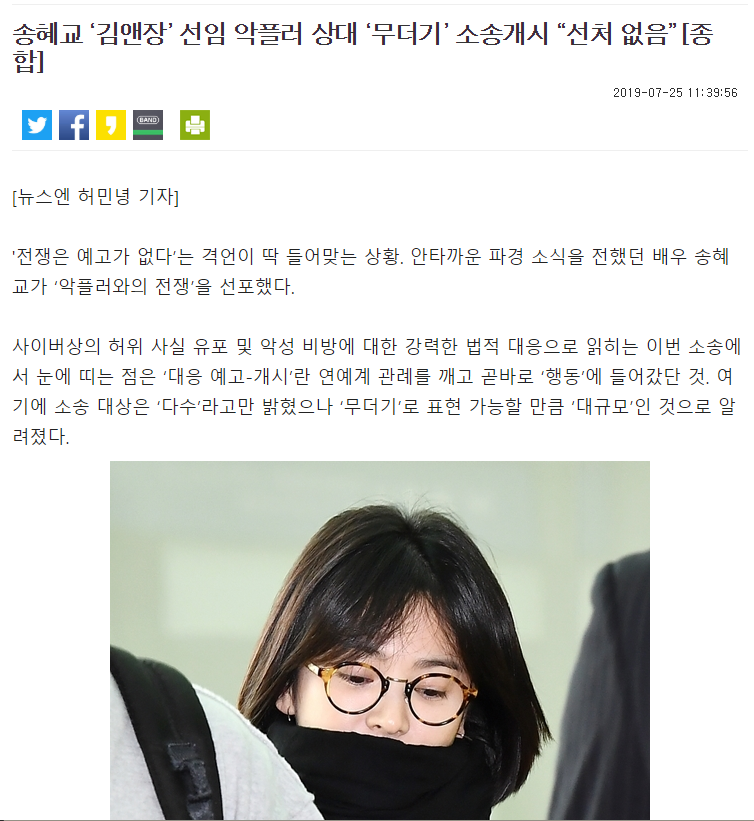 송혜교 ‘김앤장’ 선임 악플러 상대 ‘무더기’ 소송개시 “선처 없음” [종
합]
2019-07-25 11:39:56
BAND
[뉴스엔 허민녕 기자]
'전쟁은 예고가 없다’는 격언이 딱 들어맞는 상황. 안타까운 파경 소식을 전했던 배우 송혜
교가 ‘악플러와의 전쟁’을 선포했다.
사이버상의 허위 사실 유포 및 악성 비방에 대한 강력한 법적 대응으로 읽히는 이번 소송에
서 눈에 띠는 점은 ‘대응 예고-개시’란 연예계 관례를 깨고 곧바로 ‘행동’에 들어갔단 것. 여
기에 소송 대상은 ‘다수’라고만 밝혔으나 ‘무더기’로 표현 가능할 만큼 ‘대규모’인 것으로 알
려졌다.